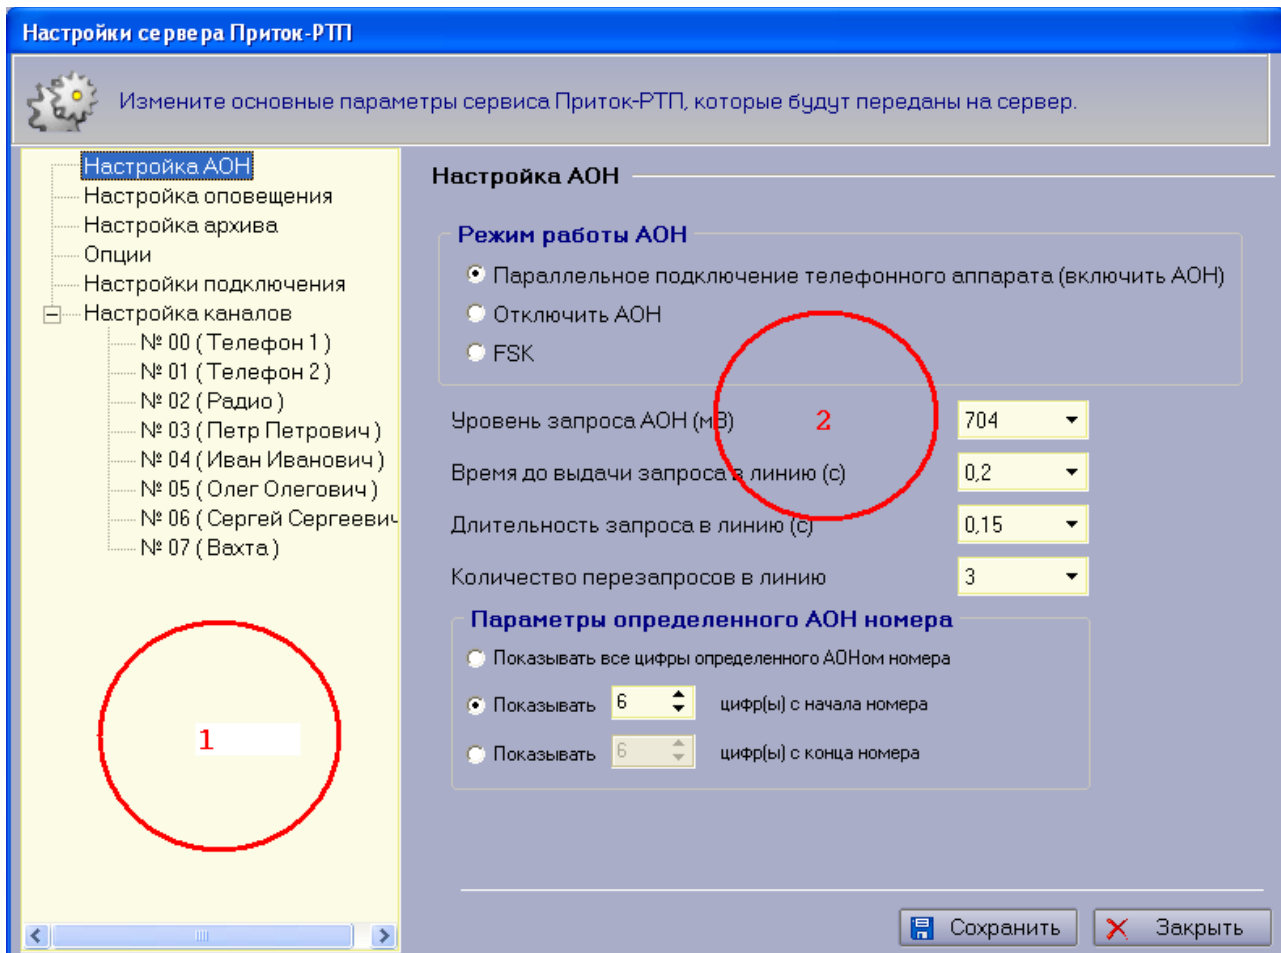 Настройки сервера Приток-РТП
Измените основные параметры сервиса Приток-РТП, которые будут переданы на сервер.
Настройка АОН
Настройка оповещения
Настройка архива
Опции
Настройки подключения
Настройка каналов
№ 00 ( Телефон 1 )
№ 01 ( Телефон 2 )
№ 02 ( Радио )
№ 03 ( Петр Петрович )
№ 04 ( Иван Иванович )
№ 05 ( Олег Олегович )
№ 06 ( Сергей Сергеевич
№ 07 ( Вахта )
1
Настройка АОН
Режим работы АОН
Параллельное подключение телефонного аппарата (включить АОН)
Отключить АОН
FSK
2
Уровень запроса АОН (мВ) 704
Время до выдачи запроса в линию (с) 0,2
Длительность запроса в линию (с) 0,15
Количество перезапросов в линию 3
Параметры определенного АОН номера
Показывать все цифры определенного АОНом номера
Показывать 6 цифр(ы) с начала номера
Показывать 6 цифр(ы) с конца номера
Сохранить Закрыть